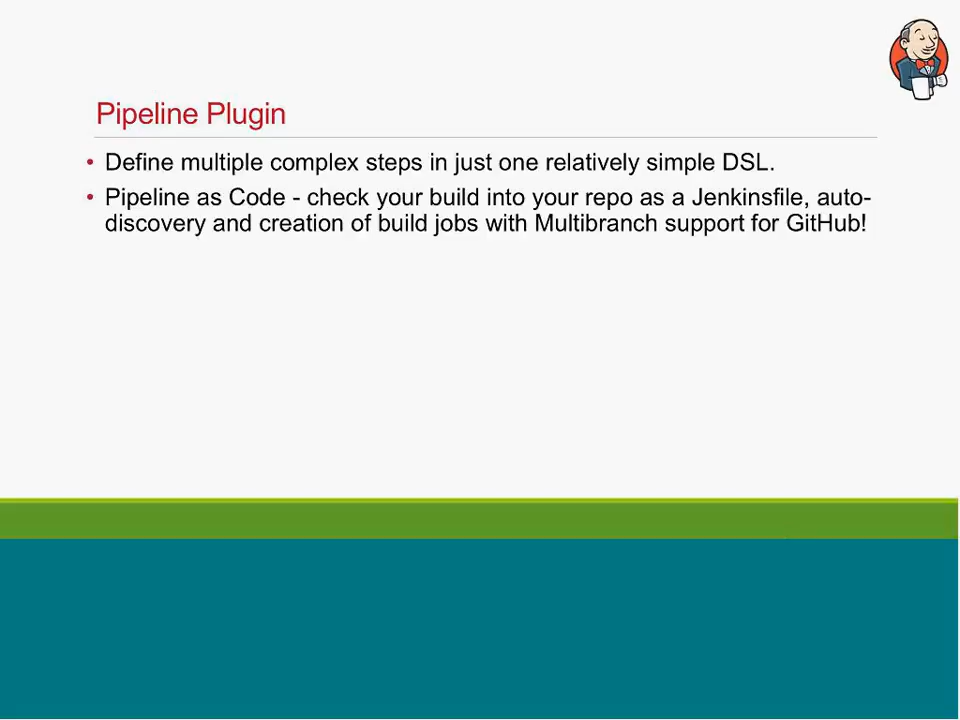 Pipeline Plugin
• Define multiple complex steps in just one relatively simple DSL.
• Pipeline as Code - check your build into your repo as a Jenkinsfile, auto-
discovery and creation of build jobs with Multibranch support for GitHub!